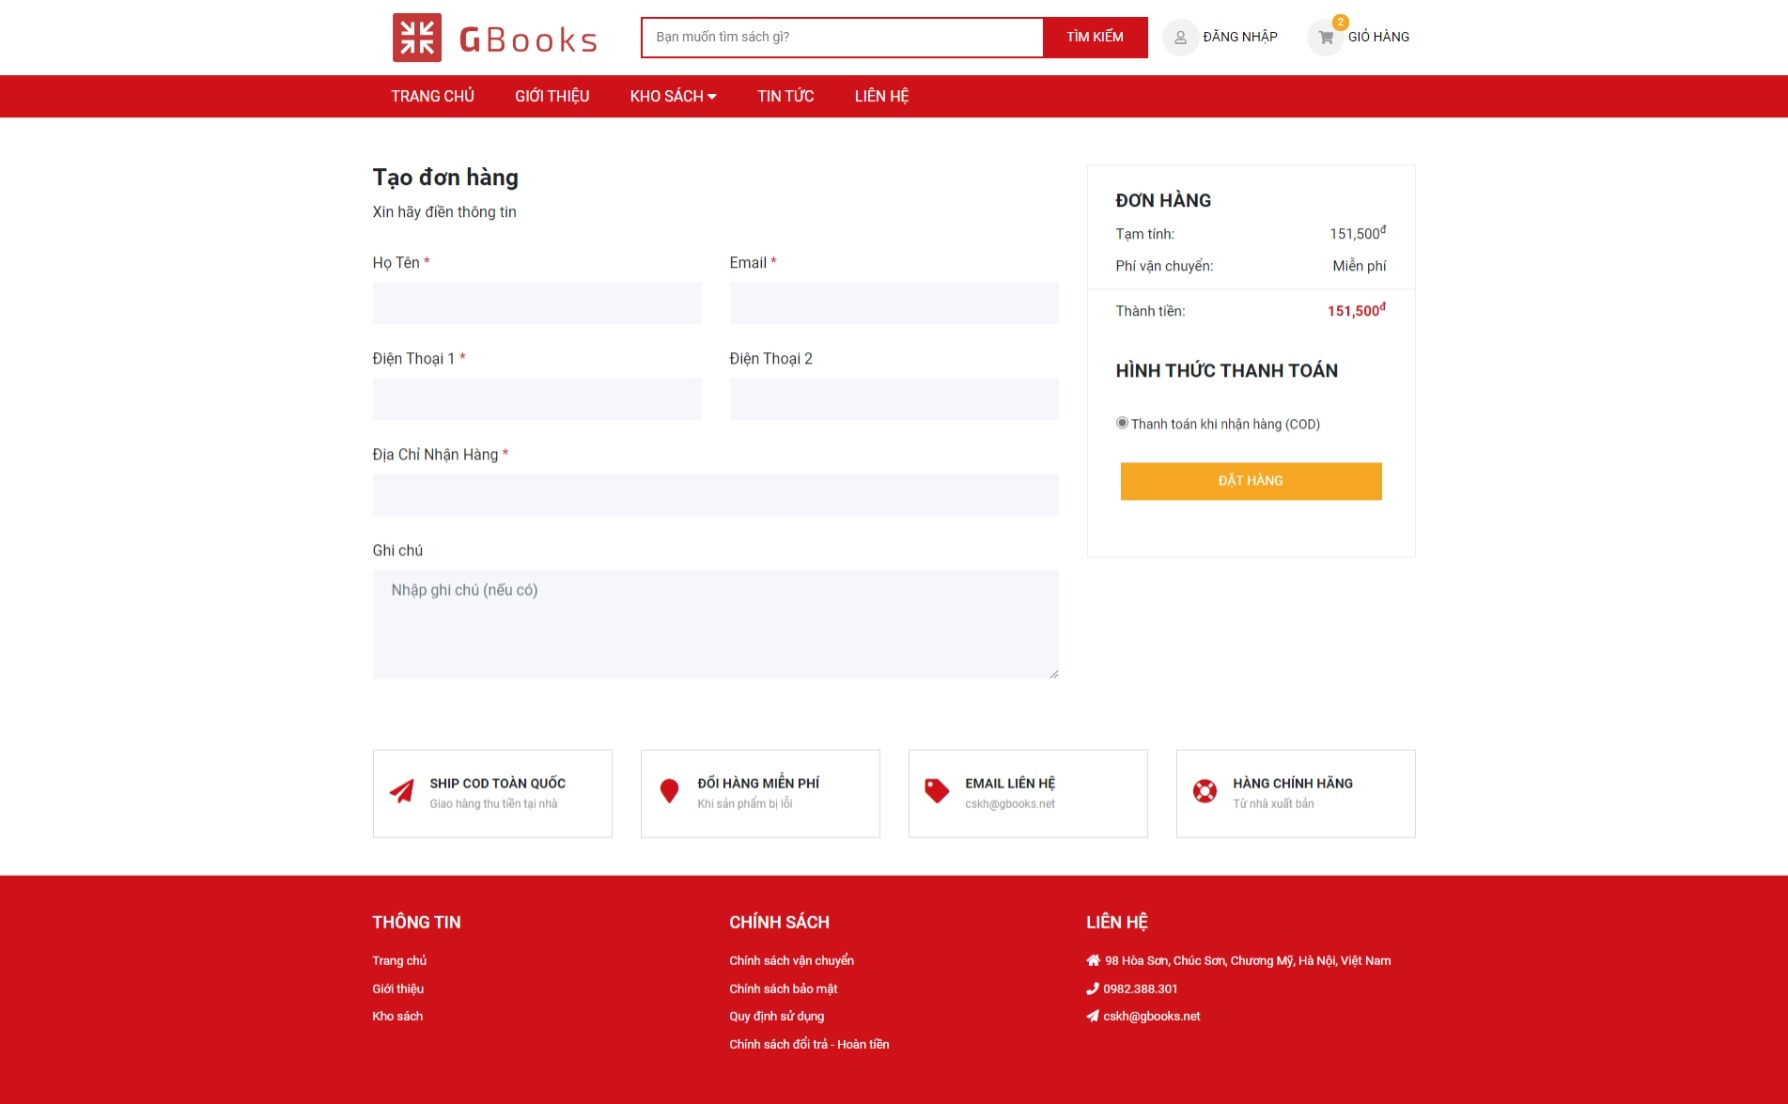 GBooks
Bạn muốn tìm sách gì?
TÌM KIẾM
ĐĂNG NHẬP
2
GIỎ HÀNG
TRANG CHỦ
GIỚI THIỆU
KHO SÁCH
TIN TỨC
LIÊN HỆ
Tạo đơn hàng
Xin hãy điền thông tin
Họ Tên *
Email *
Điện Thoại 1 *
Điện Thoại 2
Địa Chỉ Nhận Hàng *
Ghi chú
Nhập ghi chú (nếu có)
ĐƠN HÀNG
Tạm tính: 151,500đ
Phí vận chuyển: Miễn phí
Thành tiền: 151,500đ
HÌNH THỨC THANH TOÁN
Thanh toán khi nhận hàng (COD)
ĐẶT HÀNG
SHIP COD TOÀN QUỐC
Giao hàng thu tiền tại nhà
ĐỔI HÀNG MIỄN PHÍ
Khi sản phẩm bị lỗi
EMAIL LIÊN HỆ
cskh@gbooks.net
HÀNG CHÍNH HÃNG
Từ nhà xuất bản
THÔNG TIN
Trang chủ
Giới thiệu
Kho sách
CHÍNH SÁCH
Chính sách vận chuyển
Chính sách bảo mật
Quy định sử dụng
Chính sách đổi trả - Hoàn tiền
LIÊN HỆ
98 Hòa Sơn, Chúc Sơn, Chương Mỹ, Hà Nội, Việt Nam
0982.388.301
cskh@gbooks.net